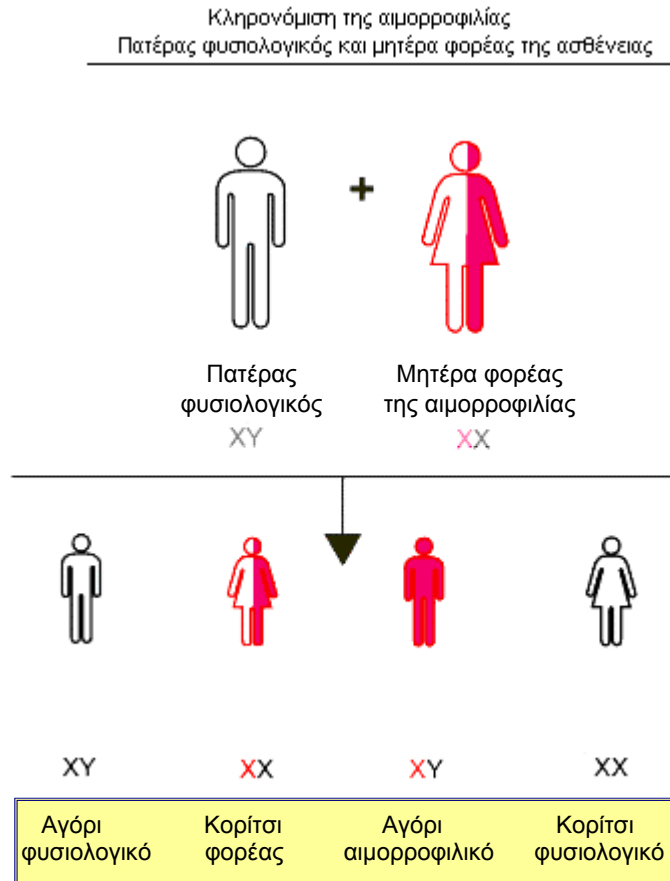 Κληρονόμιση της αιμορροφιλίας
Πατέρας φυσιολογικός και μητέρα φορέας της ασθένειας
+
Πατέρας φυσιολογικός
XY
Μητέρα φορέας της αιμορροφιλίας
XX
XY XX XY XX
Αγόρι φυσιολογικό
Κορίτσι φορέας
Αγόρι αιμορροφιλικό
Κορίτσι φυσιολογικό